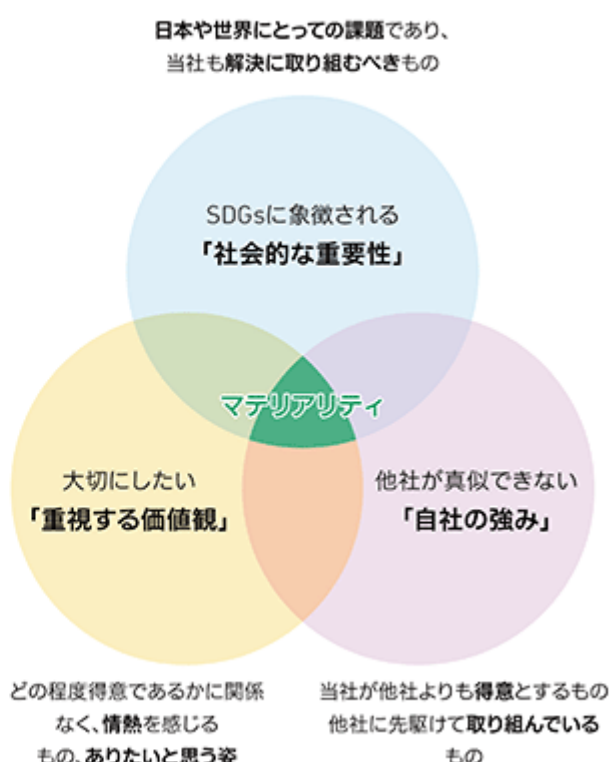 日本や世界にとっての課題であり、
当社も解決に取り組むべきもの
SDGsに象徴される
「社会的な重要性」
マテリアリティ
大切にしたい
「重視する価値観」
他社が真似できない
「自社の強み」
どの程度得意であるかに関係
なく、情熱を感じる
もの、ありたいと思う姿
当社が他社よりも得意とするもの
他社に先駆けて取り組んでいる
もの